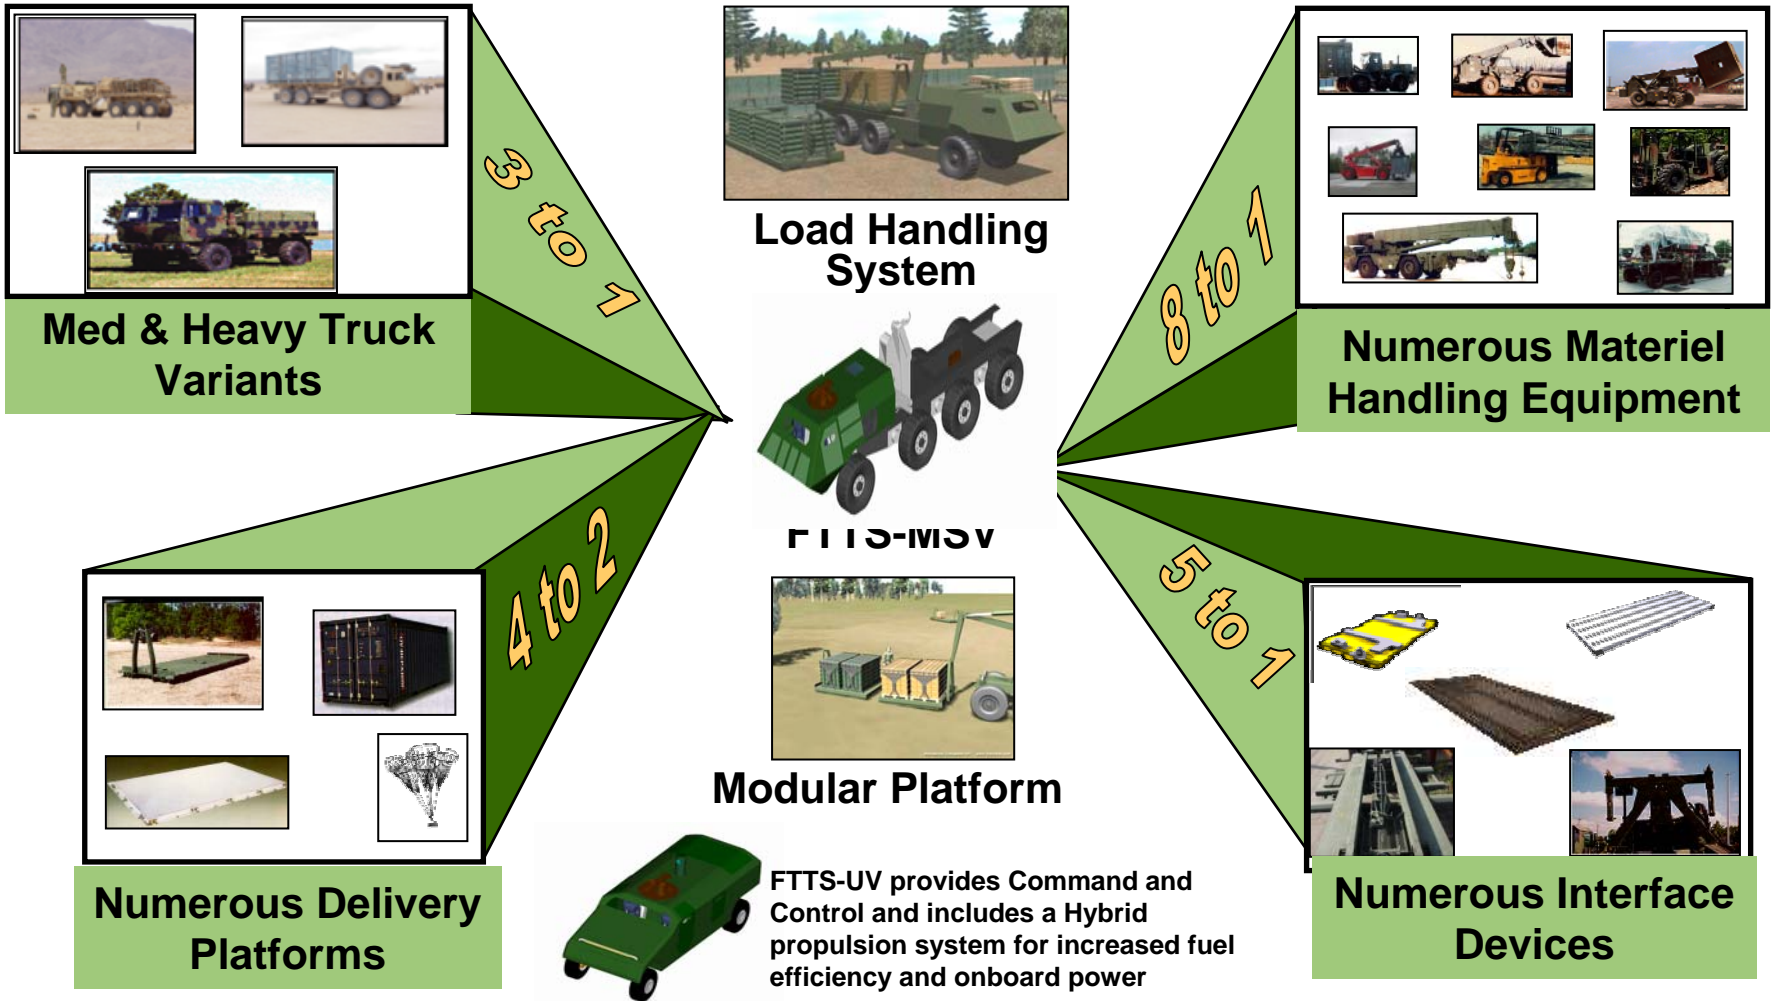 3 to 1
Med & Heavy Truck
Variants
Load Handling
System
8 to 1
Numerous Materiel
Handling Equipment
FTTS-MSV
4 to 2
Numerous Delivery
Platforms
Modular Platform
FTTS-UV provides Command and
Control and includes a Hybrid
propulsion system for increased fuel
efficiency and onboard power
5 to 1
Numerous Interface
Devices